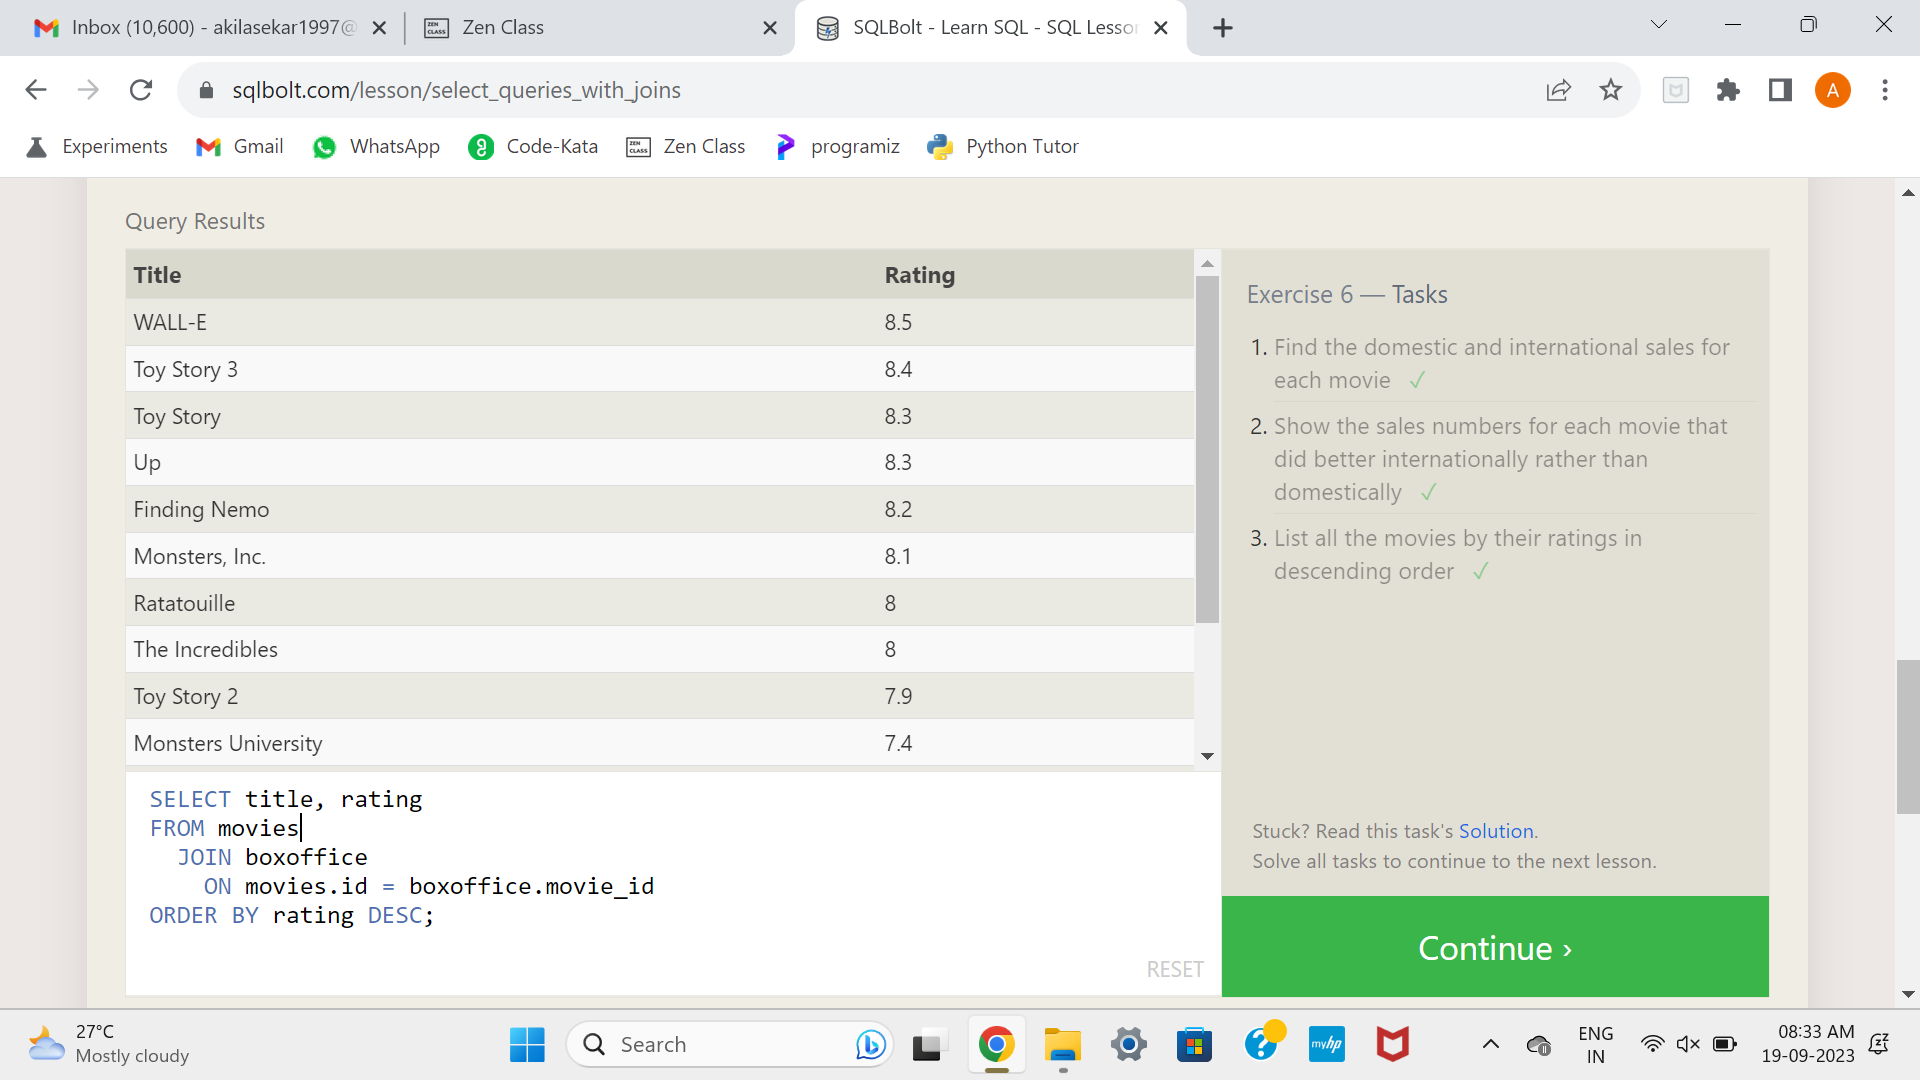 Inbox (10,600) - akilasekar1997@
Zen Class
SQLBolt - Learn SQL - SQL Lesson
sqlbolt.com/lesson/select_queries_with_joins
A
Experiments
Gmail
WhatsApp
Code-Kata
Zen Class
programiz
Python Tutor
Query Results
Title Rating
WALL-E 8.5
Toy Story 3 8.4
Toy Story 8.3
Up 8.3
Finding Nemo 8.2
Monsters, Inc. 8.1
Ratatouille 8
The Incredibles 8
Toy Story 2 7.9
Monsters University 7.4
SELECT title, rating
FROM movies
JOIN boxoffice
ON movies.id = boxoffice.movie_id
ORDER BY rating DESC;
RESET
Exercise 6 — Tasks
1. Find the domestic and international sales for
each movie ✓
2. Show the sales numbers for each movie that
did better internationally rather than
domestically ✓
3. List all the movies by their ratings in
descending order ✓
Stuck? Read this task's Solution.
Solve all tasks to continue to the next lesson.
Continue ›
27°C
Mostly cloudy
Search
myhp
ENG
IN
08:33 AM
19-09-2023